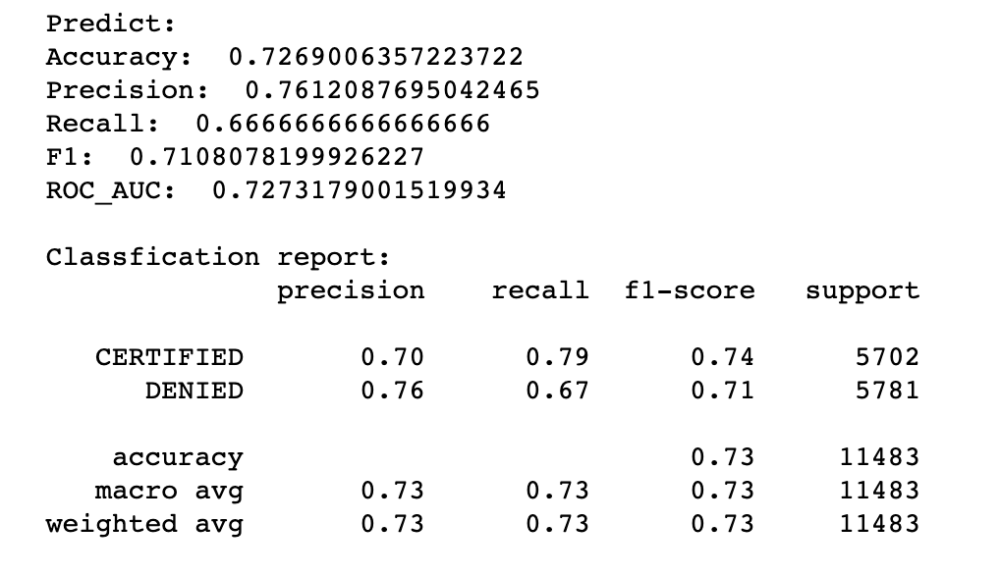 Predict:
Accuracy: 0.7269006357223722
Precision: 0.7612087695042465
Recall: 0.6666666666666666
F1: 0.7108078199926227
ROC_AUC: 0.7273179001519934
Classfication report:
precision recall f1-score support
CERTIFIED 0.70 0.79 0.74 5702
DENIED 0.76 0.67 0.71 5781
accuracy 0.73 11483
macro avg 0.73 0.73 0.73 11483
weighted avg 0.73 0.73 0.73 11483